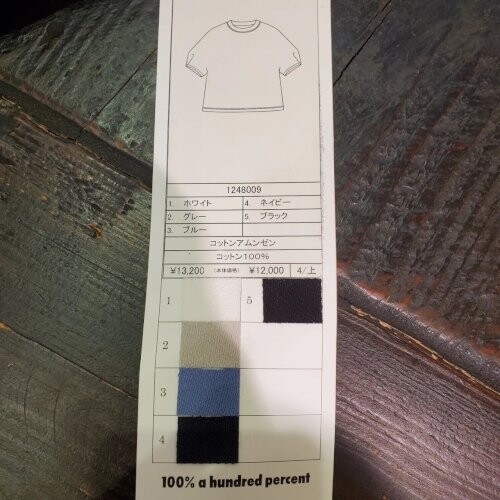 1248009
1. ホワイト 4. ネイビー
2. グレー 5. ブラック
3. ブルー
コットンアムンゼン
コットン100%
¥13,200 (本体価格) ¥12,000 4/上
1 5
2
3
4
100% a hundred percent